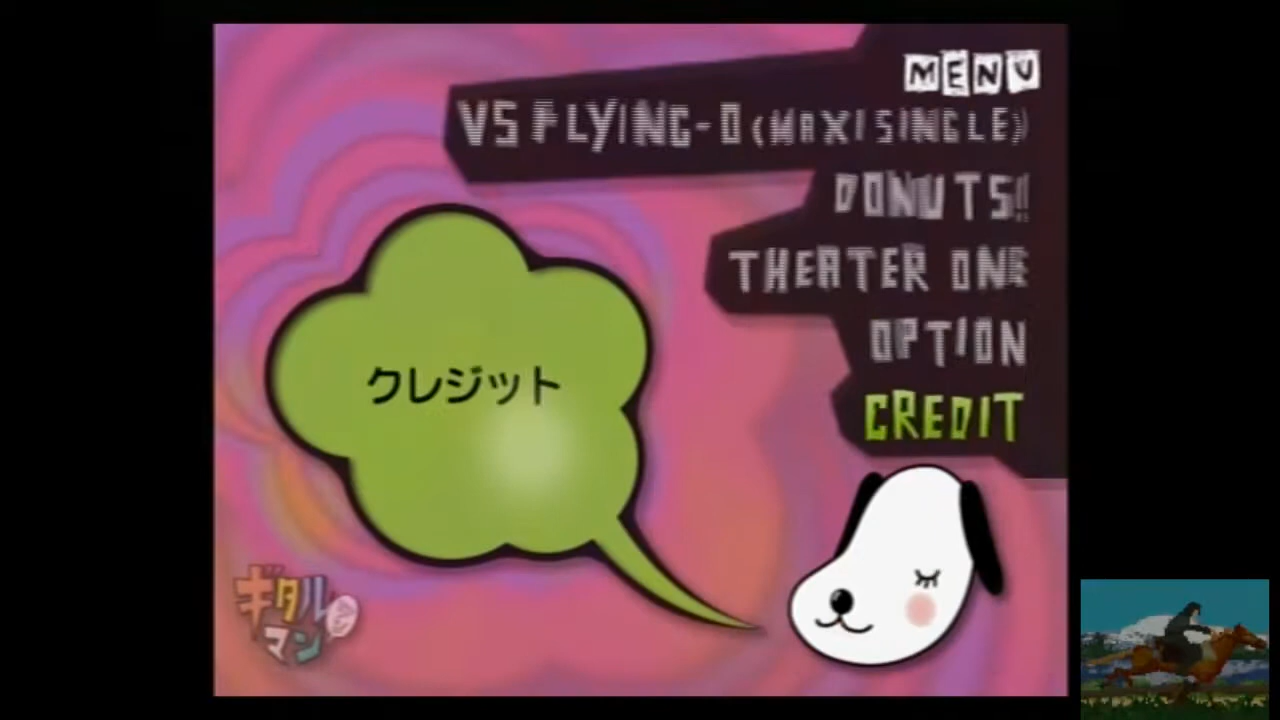 MENU
VS FLYING-O (MAXI SINGLE)
DONUTS!!
THEATER ONE
OPTION
CREDIT
クレジット
ギタルマン